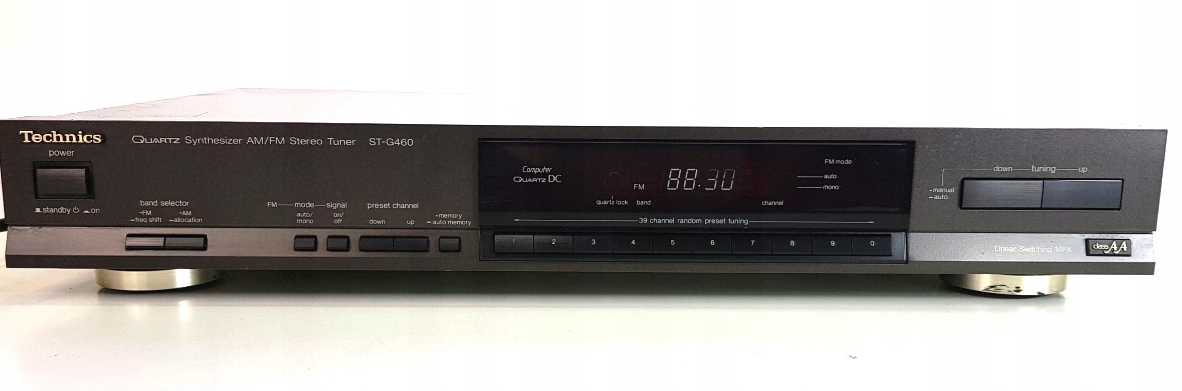 Technics
QUARTZ Synthesizer AM/FM Stereo Tuner ST-G460
power
standby on
band selector
-FM -AM
-freq shift -allocation
FM mode signal
auto/ mono
on/ off
preset channel
down up
-memory
-auto memory
Computer
QUARTZ DC
FM 88.30
FM mode
auto
mono
quartz lock band channel
39 channel random preset tuning
1 2 3 4 5 6 7 8 9 0
down tuning up
-manual
-auto
Linear Switching MPX
class AA